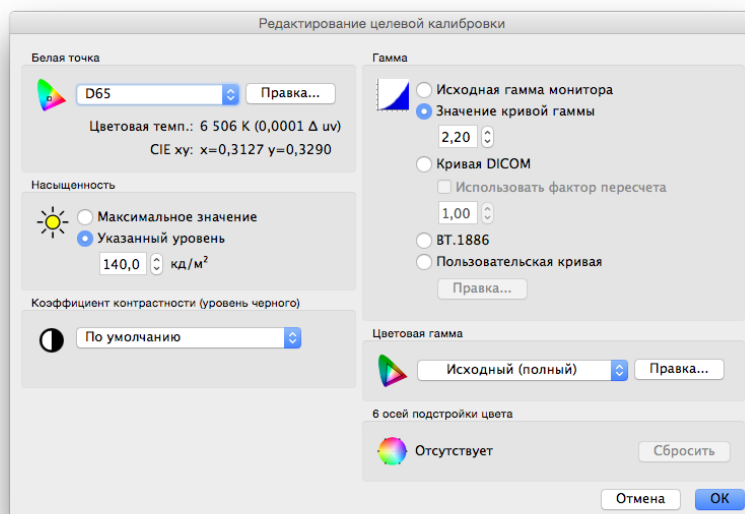 Редактирование целевой калибровки
Белая точка
D65
Правка...
Цветовая темп.: 6 506 K (0,0001 Δ uv)
CIE xy: x=0,3127 y=0,3290
Насыщенность
Максимальное значение
Указанный уровень
140,0 кд/м²
Коэффициент контрастности (уровень черного)
По умолчанию
Гамма
Исходная гамма монитора
Значение кривой гаммы
2,20
Кривая DICOM
Использовать фактор пересчета
1,00
BT.1886
Пользовательская кривая
Правка...
Цветовая гамма
Исходный (полный)
Правка...
6 осей подстройки цвета
Отсутствует
Сбросить
Отмена
OK